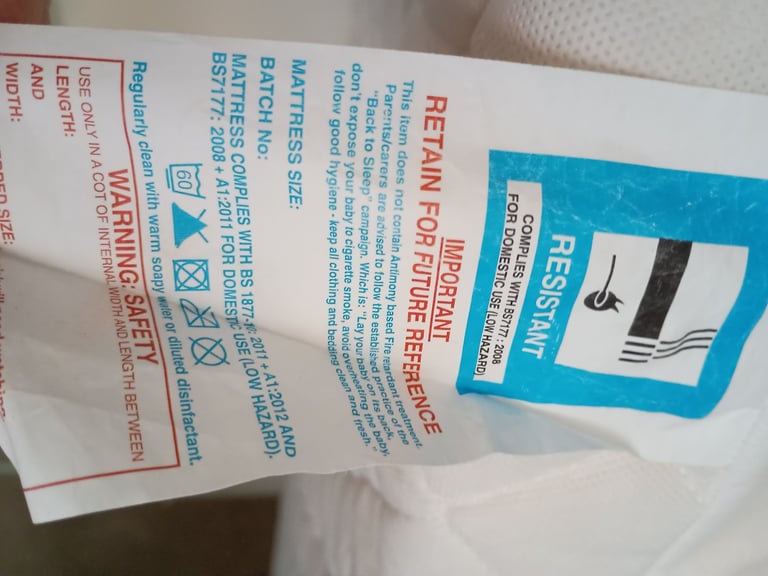 RESISTANT
COMPLIES WITH BS7177 : 2008
FOR DOMESTIC USE (LOW HAZARD)
IMPORTANT
RETAIN FOR FUTURE REFERENCE
This item does not contain Antimony based Fire retardant treatment.
Parents/carers are advised to follow the established practice of the
"Back to Sleep" campaign. Which is: "Lay your baby on its back,
don't expose your baby to cigarette smoke, avoid overheating the baby,
follow good hygiene - keep all clothing and bedding clean and fresh."
MATTRESS SIZE:
BATCH No:
MATTRESS COMPLIES WITH BS 1877-10: 2011 + A1:2012 AND
BS7177: 2008 + A1:2011 FOR DOMESTIC USE (LOW HAZARD).
60
Regularly clean with warm soapy water or diluted disinfectant.
WARNING: SAFETY
USE ONLY IN A COT OF INTERNAL WIDTH AND LENGTH BETWEEN
LENGTH:
AND
WIDTH:
SIZE: